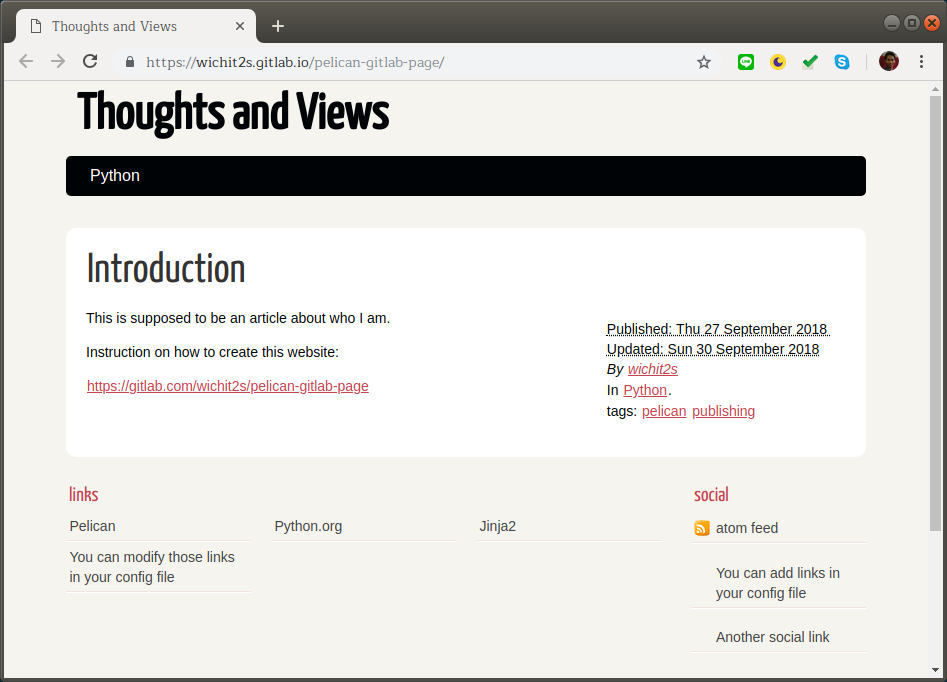 Thoughts and Views
https://wichit2s.gitlab.io/pelican-gitlab-page/
Thoughts and Views
Python
Introduction
This is supposed to be an article about who I am.
Instruction on how to create this website:
https://gitlab.com/wichit2s/pelican-gitlab-page
Published: Thu 27 September 2018
Updated: Sun 30 September 2018
By wichit2s
In Python.
tags: pelican publishing
links
Pelican
Python.org
Jinja2
You can modify those links
in your config file
social
atom feed
You can add links in
your config file
Another social link